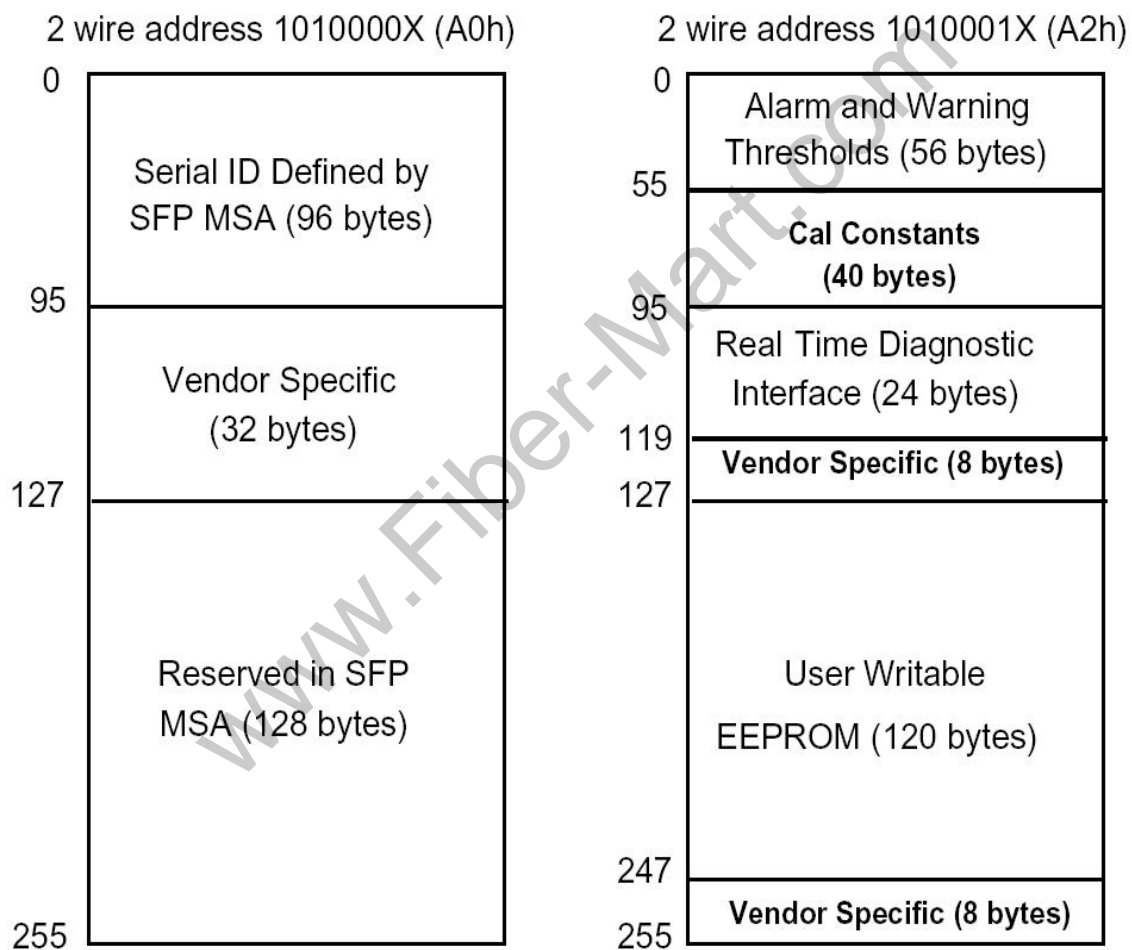 2 wire address 1010000X (A0h)
0
Serial ID Defined by
SFP MSA (96 bytes)
95
Vendor Specific
(32 bytes)
127
Reserved in SFP
MSA (128 bytes)
255
2 wire address 1010001X (A2h)
0
Alarm and Warning
Thresholds (56 bytes)
55
Cal Constants
(40 bytes)
95
Real Time Diagnostic
Interface (24 bytes)
119
Vendor Specific (8 bytes)
127
User Writable
EEPROM (120 bytes)
247
Vendor Specific (8 bytes)
255
www.Fiber-Mart.com